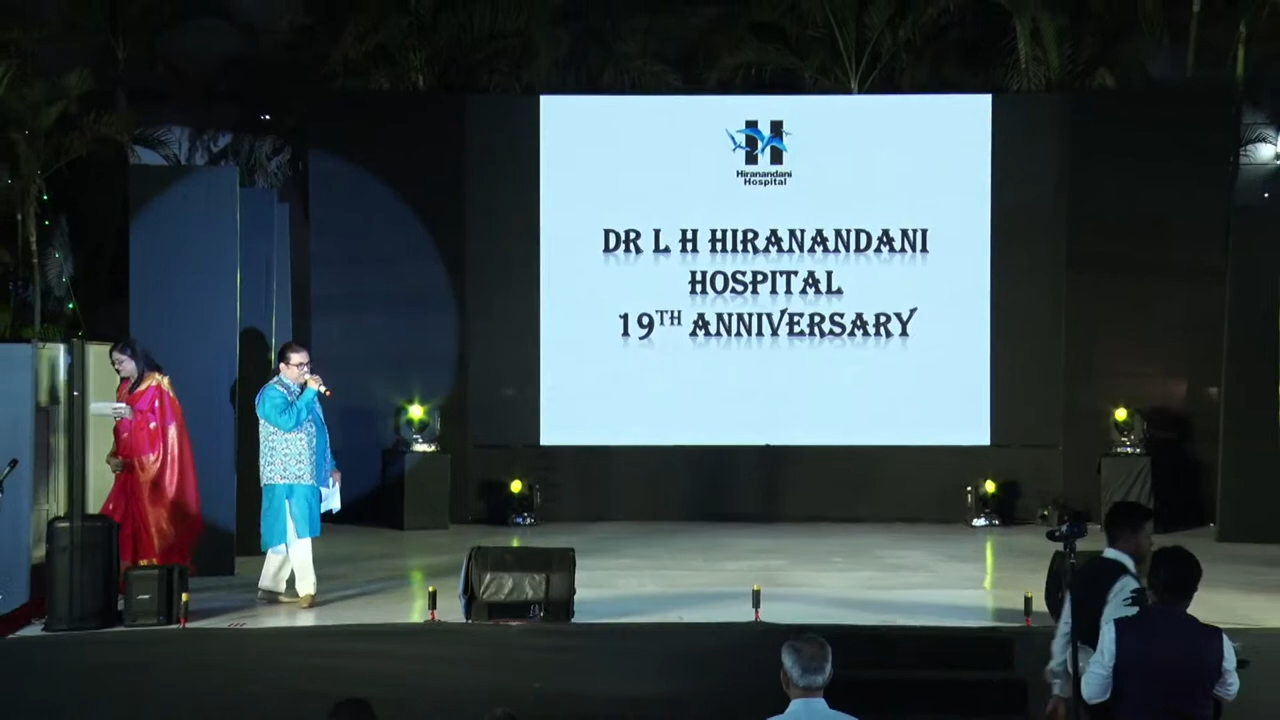 H
Hiranandani
Hospital
DR L H HIRANANDANI
HOSPITAL
19TH ANNIVERSARY